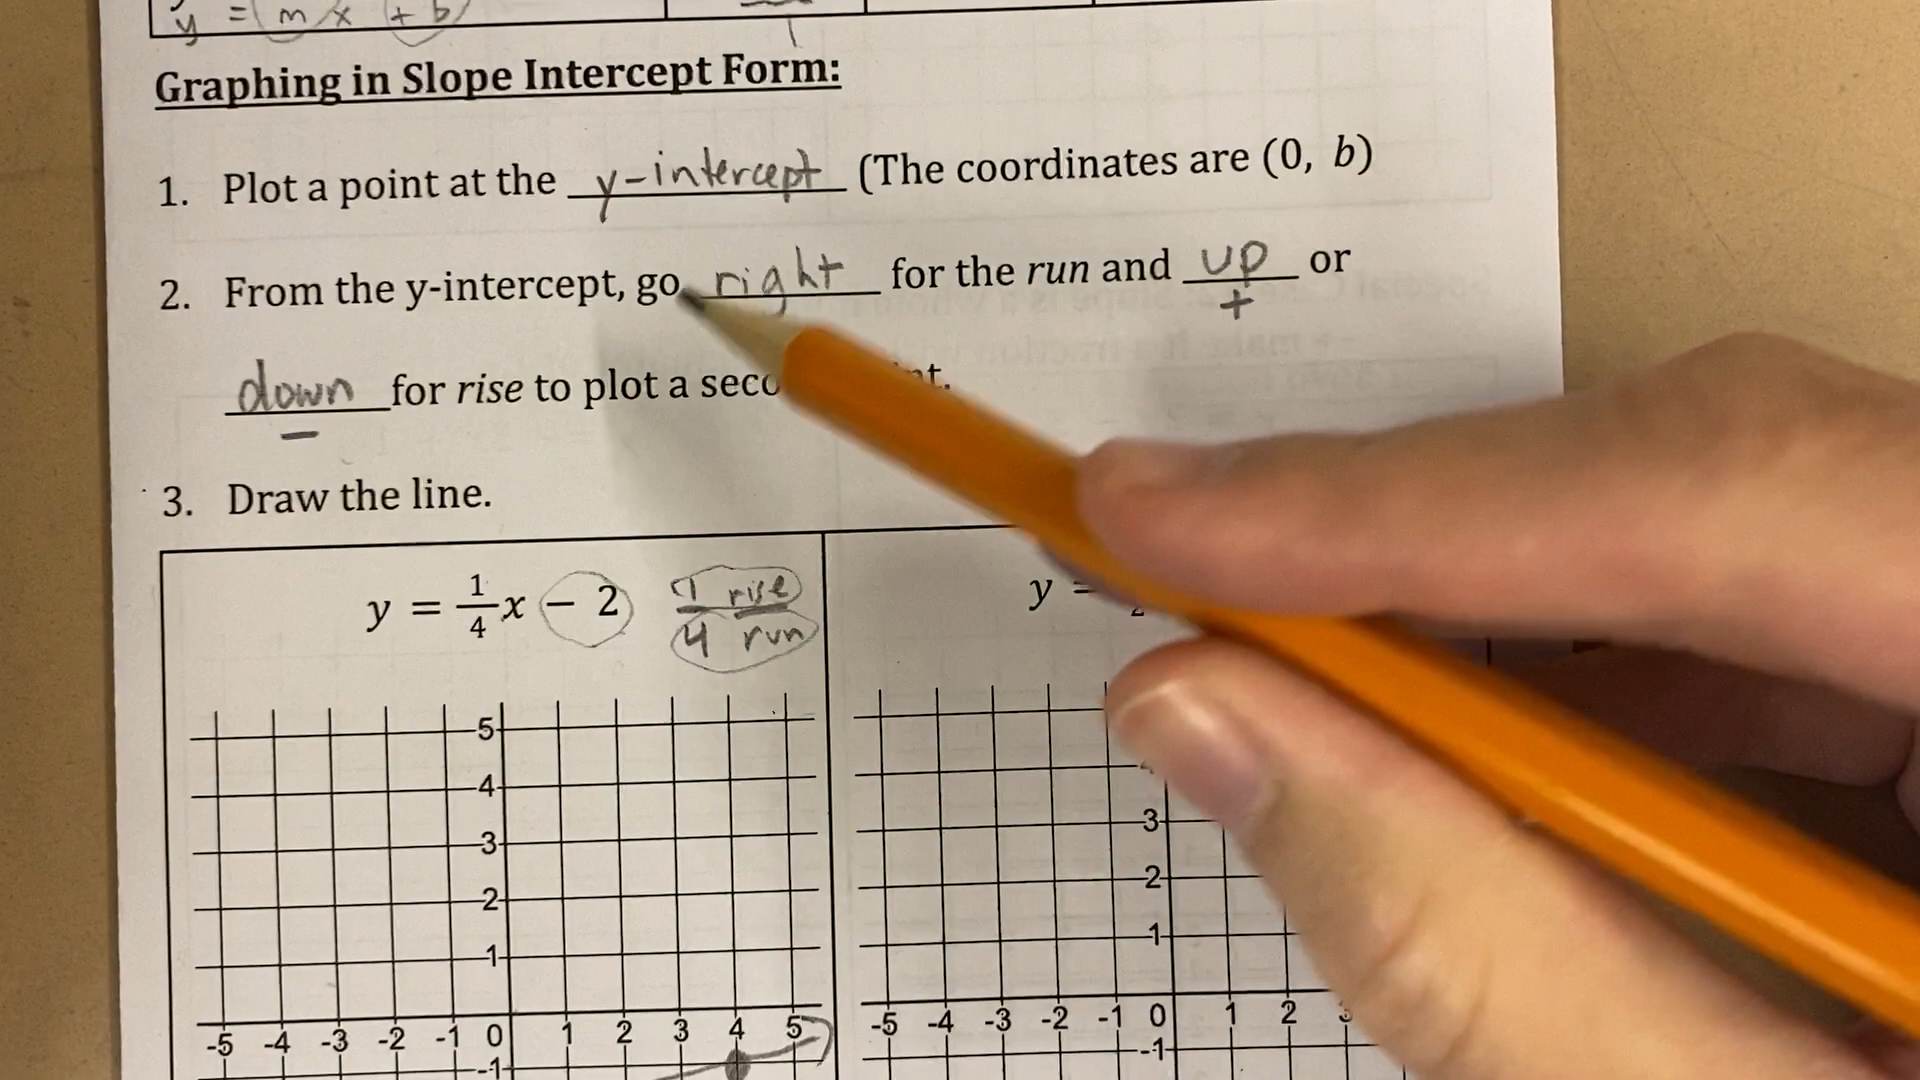 y = m x + b
Graphing in Slope Intercept Form:
1. Plot a point at the y-intercept (The coordinates are (0, b)
2. From the y-intercept, go right for the run and up or
+
down for rise to plot a
−
3. Draw the line.
y = 1/4 x − 2 1 rise
4 run
y =
5
4
3 3
2 2
1 1
-5 -4 -3 -2 -1 0 1 2 3 4 5 -5 -4 -3 -2 -1 0 1 2
-1 -1